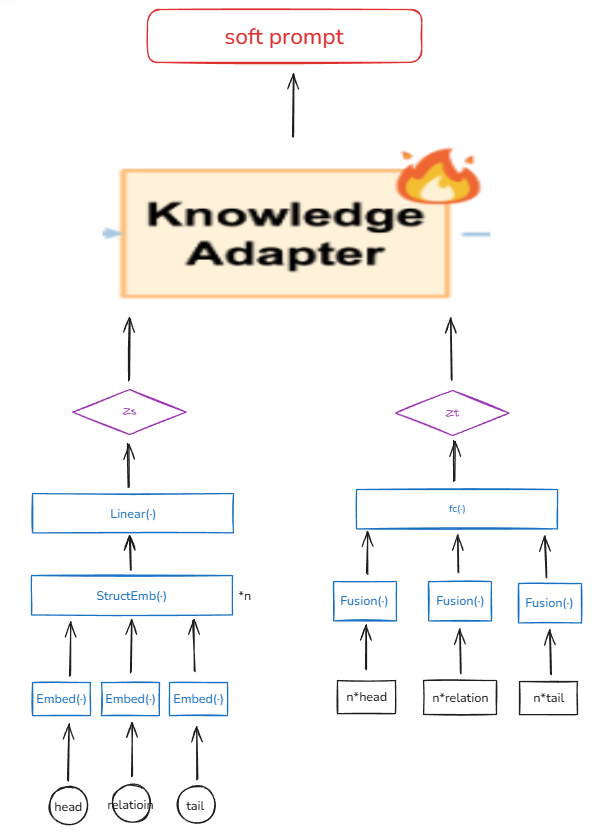 soft prompt
Knowledge
Adapter
Zs
Zt
Linear(·)
fc(·)
StructEmb(·)
*n
Fusion(·)
Fusion(·)
Fusion(·)
Embed(·)
Embed(·)
Embed(·)
n*head
n*relation
n*tail
head
relatioin
tail